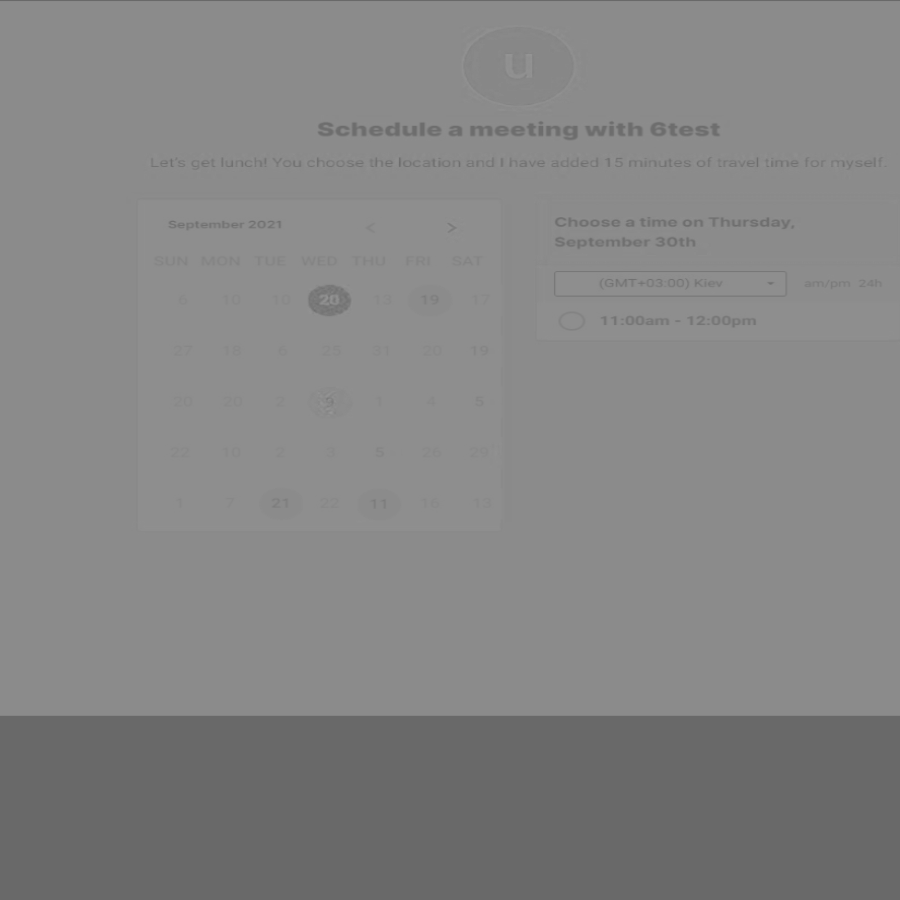 u
Schedule a meeting with 6test
Let's get lunch! You choose the location and I have added 15 minutes of travel time for myself.
September 2021 < >
SUN MON TUE WED THU FRI SAT
6 10 10 20 13 19 17
27 18 6 25 31 20 19
20 20 2 9 1 4 5
22 10 2 5 28 29
1 7 21 22 11 16 13
Choose a time on Thursday,
September 30th
(GMT+03:00) Kiev am/pm 24h
11:00am - 12:00pm